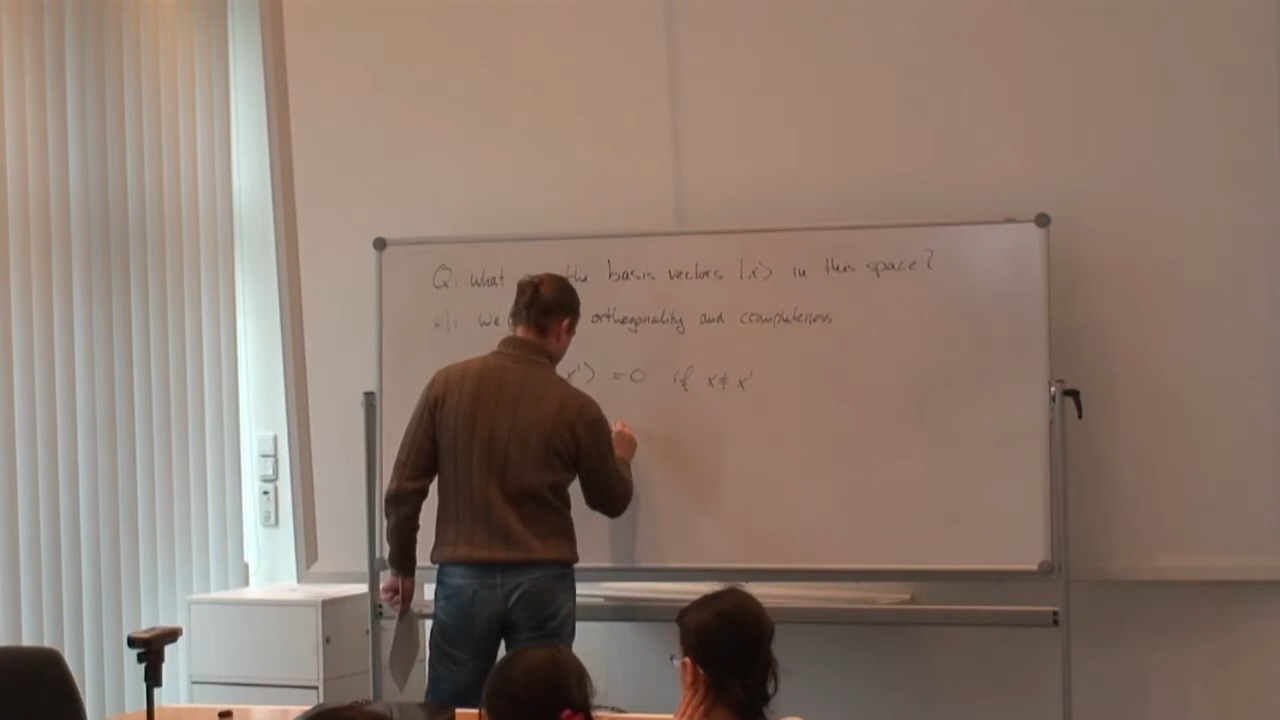 Q: What the basis vectors |x> in this space?
A: We orthogonality and completeness
x'> =0 if x≠x'